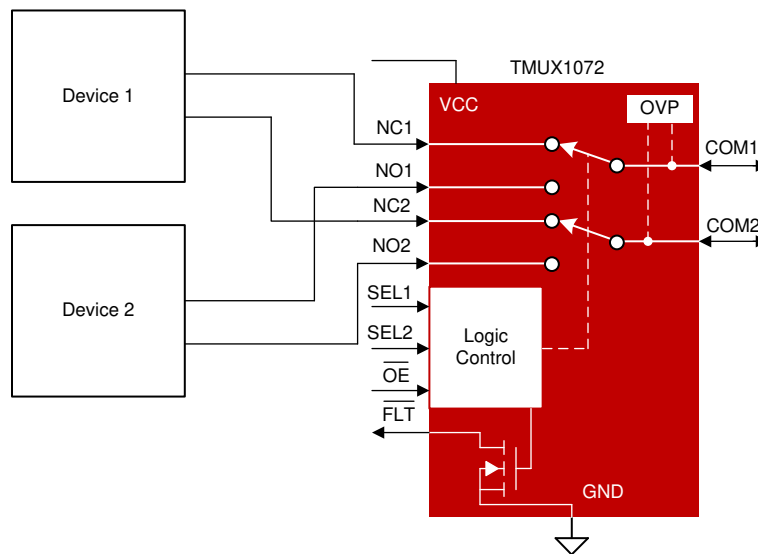 TMUX1072
Device 1
VCC
OVP
NC1
COM1
NO1
NC2
COM2
NO2
Device 2
SEL1
SEL2
Logic
Control
OE
FLT
GND